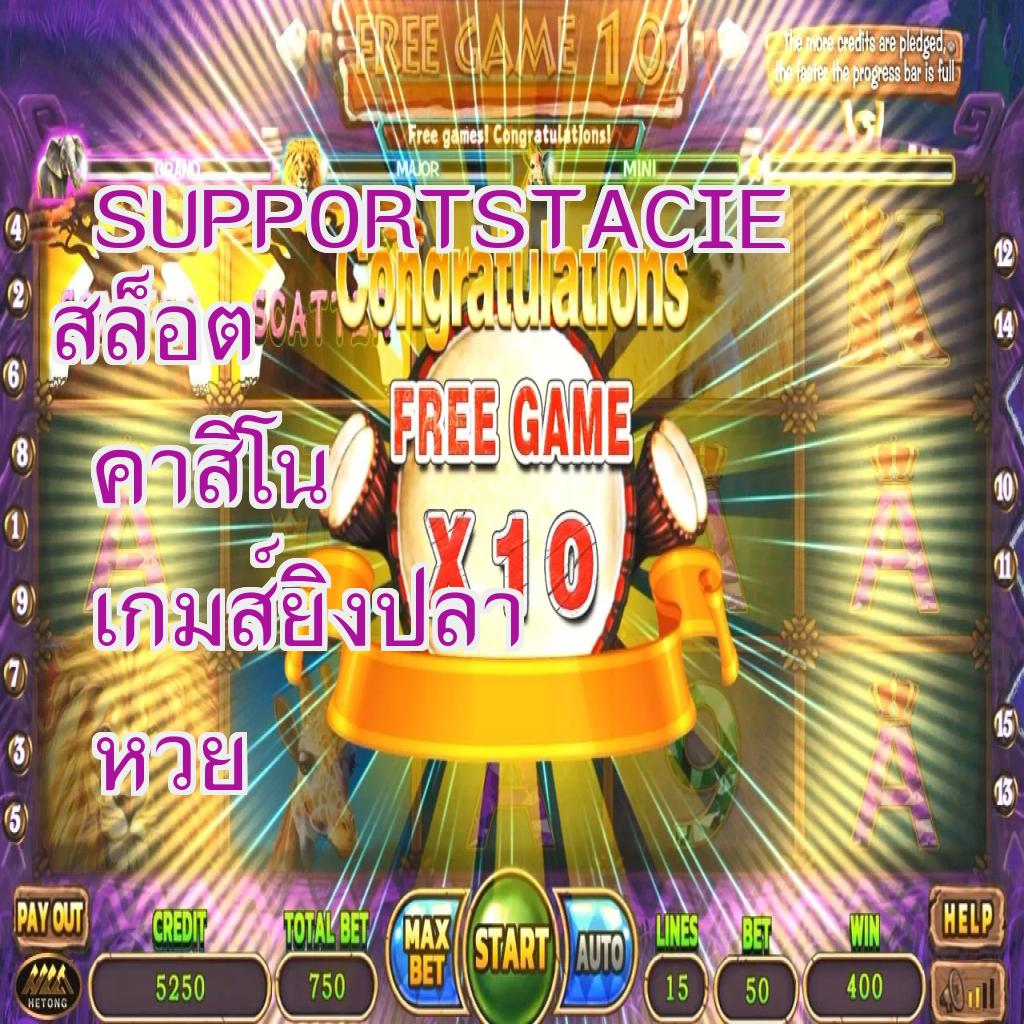 FREE GAME 10
The more credits are pledged,
the faster the progress bar is full
Free games! Congratulations!
GRAND MAJOR MINI
SUPPORTSTACIE
Congratulations
สล็อต
SCATTER
คาสิโน
FREE GAME
X10
เกมส์ยิงปลา
หวย
4
2
6
8
1
9
7
3
5
12
14
10
11
15
13
K
A A A
A A
PAY OUT
CREDIT
5250
TOTAL BET
750
MAX
BET
START
AUTO
LINES
15
BET
50
WIN
400
HELP
HETONG